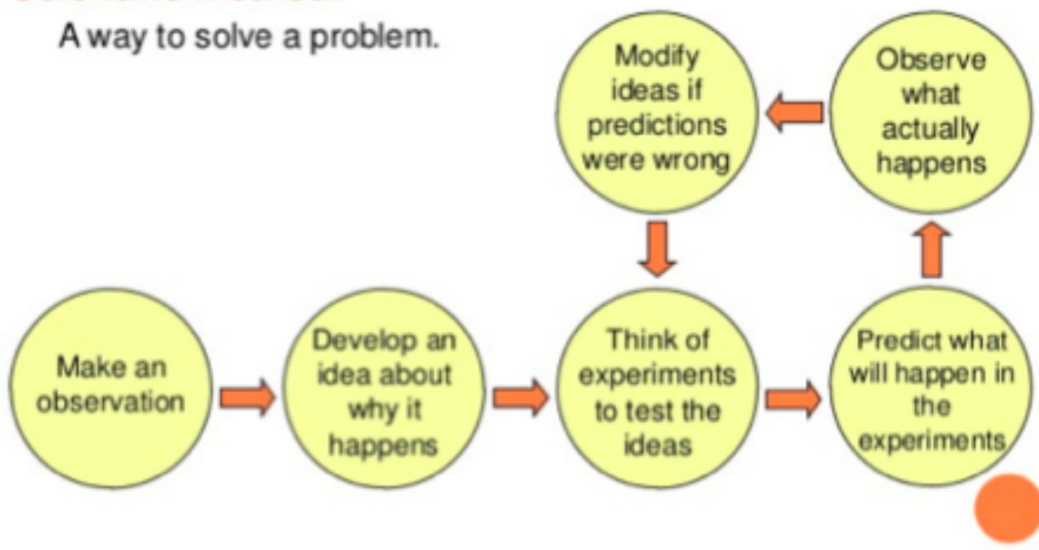 A way to solve a problem.
Make an
observation
Develop an
idea about
why it
happens
Think of
experiments
to test the
ideas
Predict what
will happen in
the
experiments
Observe
what
actually
happens
Modify
ideas if
predictions
were wrong